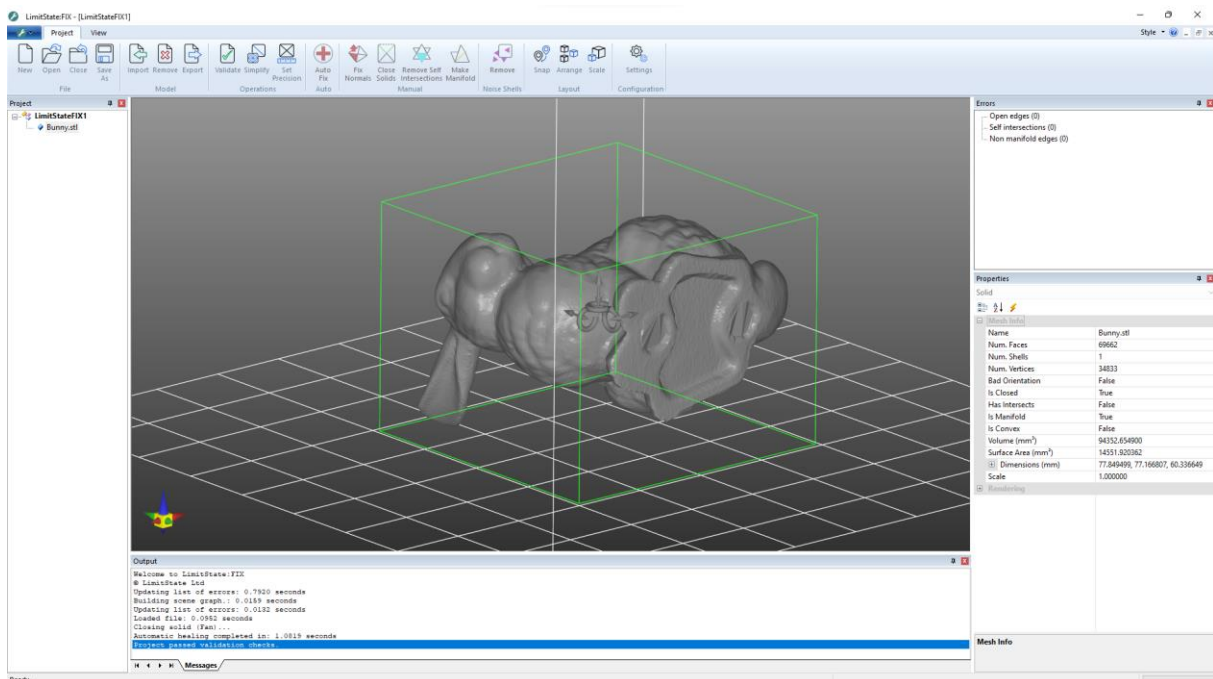 LimitState:FIX - [LimitStateFIX1]
Project View
Style
New Open Close Save As
Import Remove Export
Validate Simplify Set Precision
Auto Fix
Fix Normals Close Solids Remove Self Intersections Make Manifold
Remove
Snap Arrange Scale
Settings
File Model Operations Auto Manual Noise Shells Layout Configuration
Project
LimitStateFIX1
Bunny.stl
Errors
Open edges (0)
Self intersections (0)
Non manifold edges (0)
Properties
Solid
Mesh Info
Name Bunny.stl
Num. Faces 69662
Num. Shells 1
Num. Vertices 34833
Bad Orientation False
Is Closed True
Has Intersects False
Is Manifold True
Is Convex False
Volume (mm³) 94352.654900
Surface Area (mm²) 14551.920362
Dimensions (mm) 77.849499, 77.166807, 60.336649
Scale 1.000000
Rendering
Mesh Info
Output
Welcome to LimitState:FIX
© LimitState Ltd
Updating list of errors: 0.7920 seconds
Building scene graph.: 0.0159 seconds
Updating list of errors: 0.0132 seconds
Loaded file: 0.0952 seconds
Closing solid (Fan)...
Automatic healing completed in: 1.0819 seconds
Project passed validation checks.
Messages
Ready